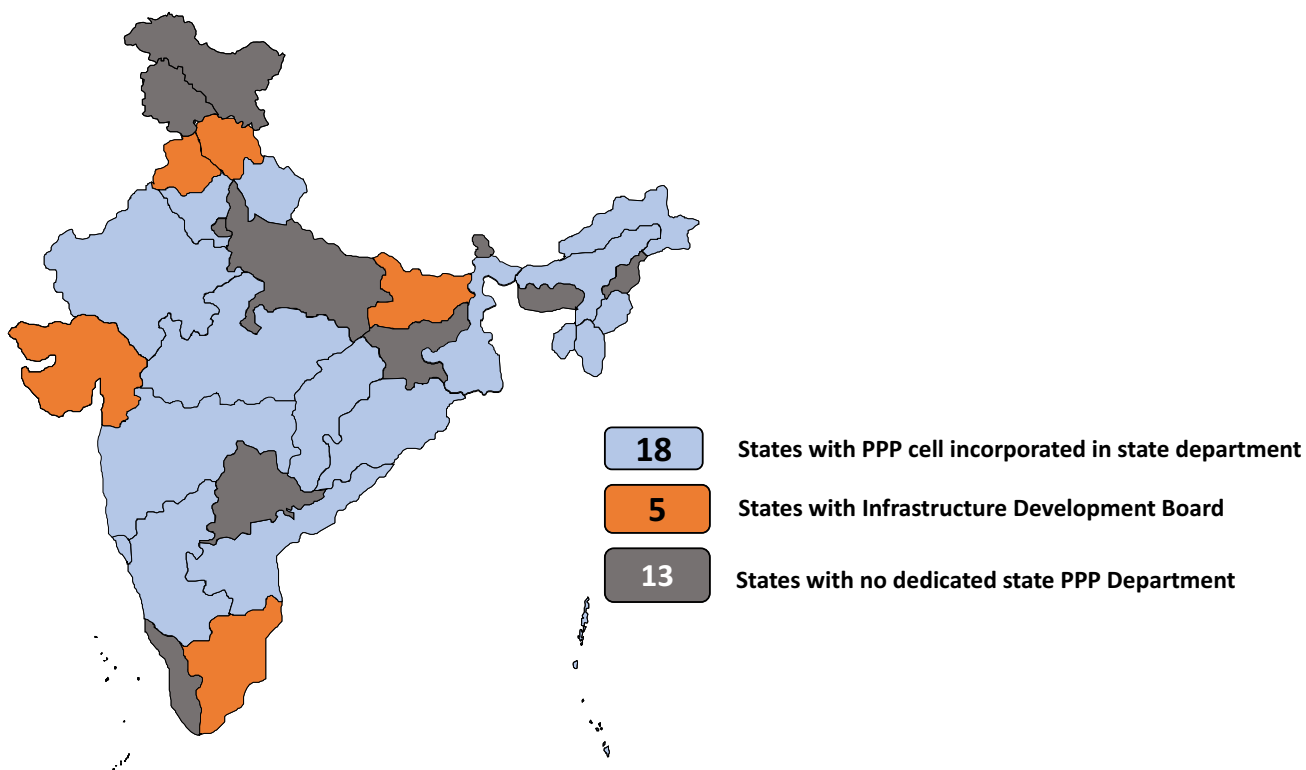 18 States with PPP cell incorporated in state department
5 States with Infrastructure Development Board
13 States with no dedicated state PPP Department